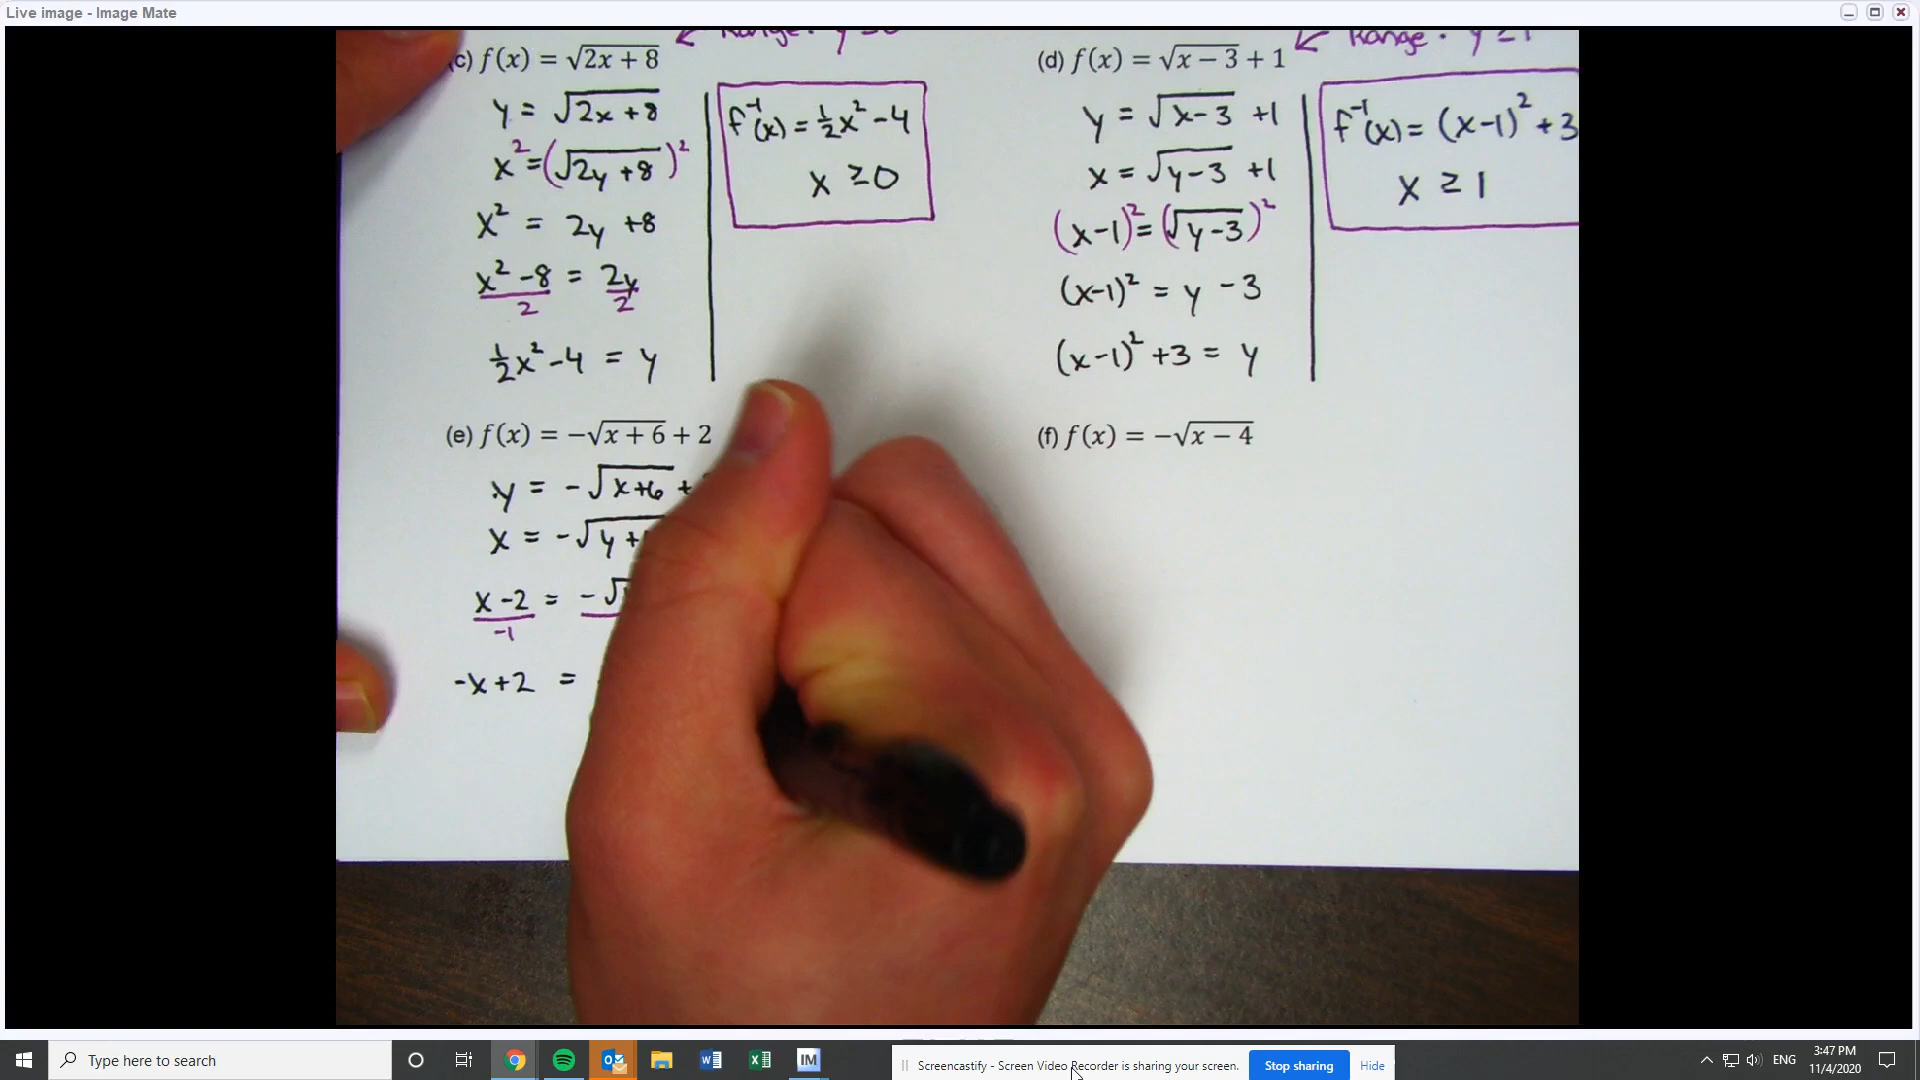 Live image - Image Mate
Range: y ≥ 0
Range: y ≥ 1
(c) f(x) = √(2x + 8)
y = √(2x + 8)
x² = (√(2y + 8))²
x² = 2y + 8
x² - 8 = 2y
2 2
½x² - 4 = y
f⁻¹(x) = ½x² - 4
x ≥ 0
(d) f(x) = √(x − 3) + 1
y = √(x-3) + 1
x = √(y-3) + 1
(x-1)² = (√(y-3))²
(x-1)² = y - 3
(x-1)² + 3 = y
f⁻¹(x) = (x-1)² + 3
x ≥ 1
(e) f(x) = −√(x + 6) + 2
y = -√(x+6) +
x = -√(y +
x - 2 = -√
-1
-x + 2 =
(f) f(x) = −√(x − 4)
Type here to search
IM
Screencastify - Screen Video Recorder is sharing your screen.
Stop sharing
Hide
ENG
3:47 PM
11/4/2020